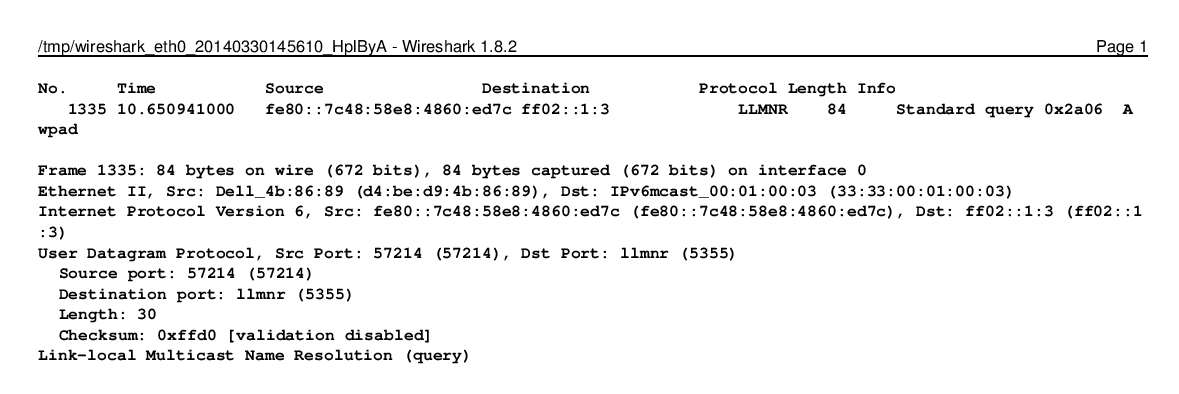 /tmp/wireshark_eth0_20140330145610_HplByA - Wireshark 1.8.2 Page 1
No. Time Source Destination Protocol Length Info
1335 10.650941000 fe80::7c48:58e8:4860:ed7c ff02::1:3 LLMNR 84 Standard query 0x2a06 A
wpad
Frame 1335: 84 bytes on wire (672 bits), 84 bytes captured (672 bits) on interface 0
Ethernet II, Src: Dell_4b:86:89 (d4:be:d9:4b:86:89), Dst: IPv6mcast_00:01:00:03 (33:33:00:01:00:03)
Internet Protocol Version 6, Src: fe80::7c48:58e8:4860:ed7c (fe80::7c48:58e8:4860:ed7c), Dst: ff02::1:3 (ff02::1
:3)
User Datagram Protocol, Src Port: 57214 (57214), Dst Port: llmnr (5355)
Source port: 57214 (57214)
Destination port: llmnr (5355)
Length: 30
Checksum: 0xffd0 [validation disabled]
Link-local Multicast Name Resolution (query)